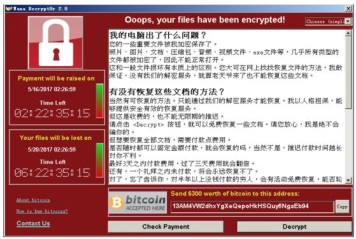 Wana Decrypt0r 2.0
Ooops, your files have been encrypted!
Chinese (simpl
Payment will be raised on
5/16/2017 02:26:59
Time Left
02:22:35:15
Your files will be lost on
5/20/2017 02:26:59
Time Left
06:22:35:15
About bitcoin
How to buy bitcoins?
Contact Us
我的电脑出了什么问题？
您的一些重要文件被我加密保存了。
照片、图片、文档、压缩包、音频、视频文件、exe文件等，几乎所有类型的
文件都被加密了，因此不能正常打开。
这和一般文件损坏有本质上的区别。您大可在网上找找恢复文件的方法，我敢
保证，没有我们的解密服务，就算老天爷来了也不能恢复这些文档。
有没有恢复这些文档的方法？
当然有可恢复的方法。只能通过我们的解密服务才能恢复。我以人格担保，能
够提供安全有效的恢复服务。
但这是收费的，也不能无限期的推迟。
请点击 <Decrypt> 按钮，就可以免费恢复一些文档。请您放心，我是绝不会
骗你的。
但想要恢复全部文档，需要付款点费用。
是否随时都可以固定金额付款，就会恢复的吗，当然不是，推迟付款时间越长
对你不利。
最好3天之内付款费用，过了三天费用就会翻倍。
还有，一个礼拜之内未付款，将会永远恢复不了。
对了，忘了告诉你，对半年以上没钱付款的穷人，会有活动免费恢复，能否轮
bitcoin
ACCEPTED HERE
Send $300 worth of bitcoin to this address:
Copy
Check Payment
Decrypt